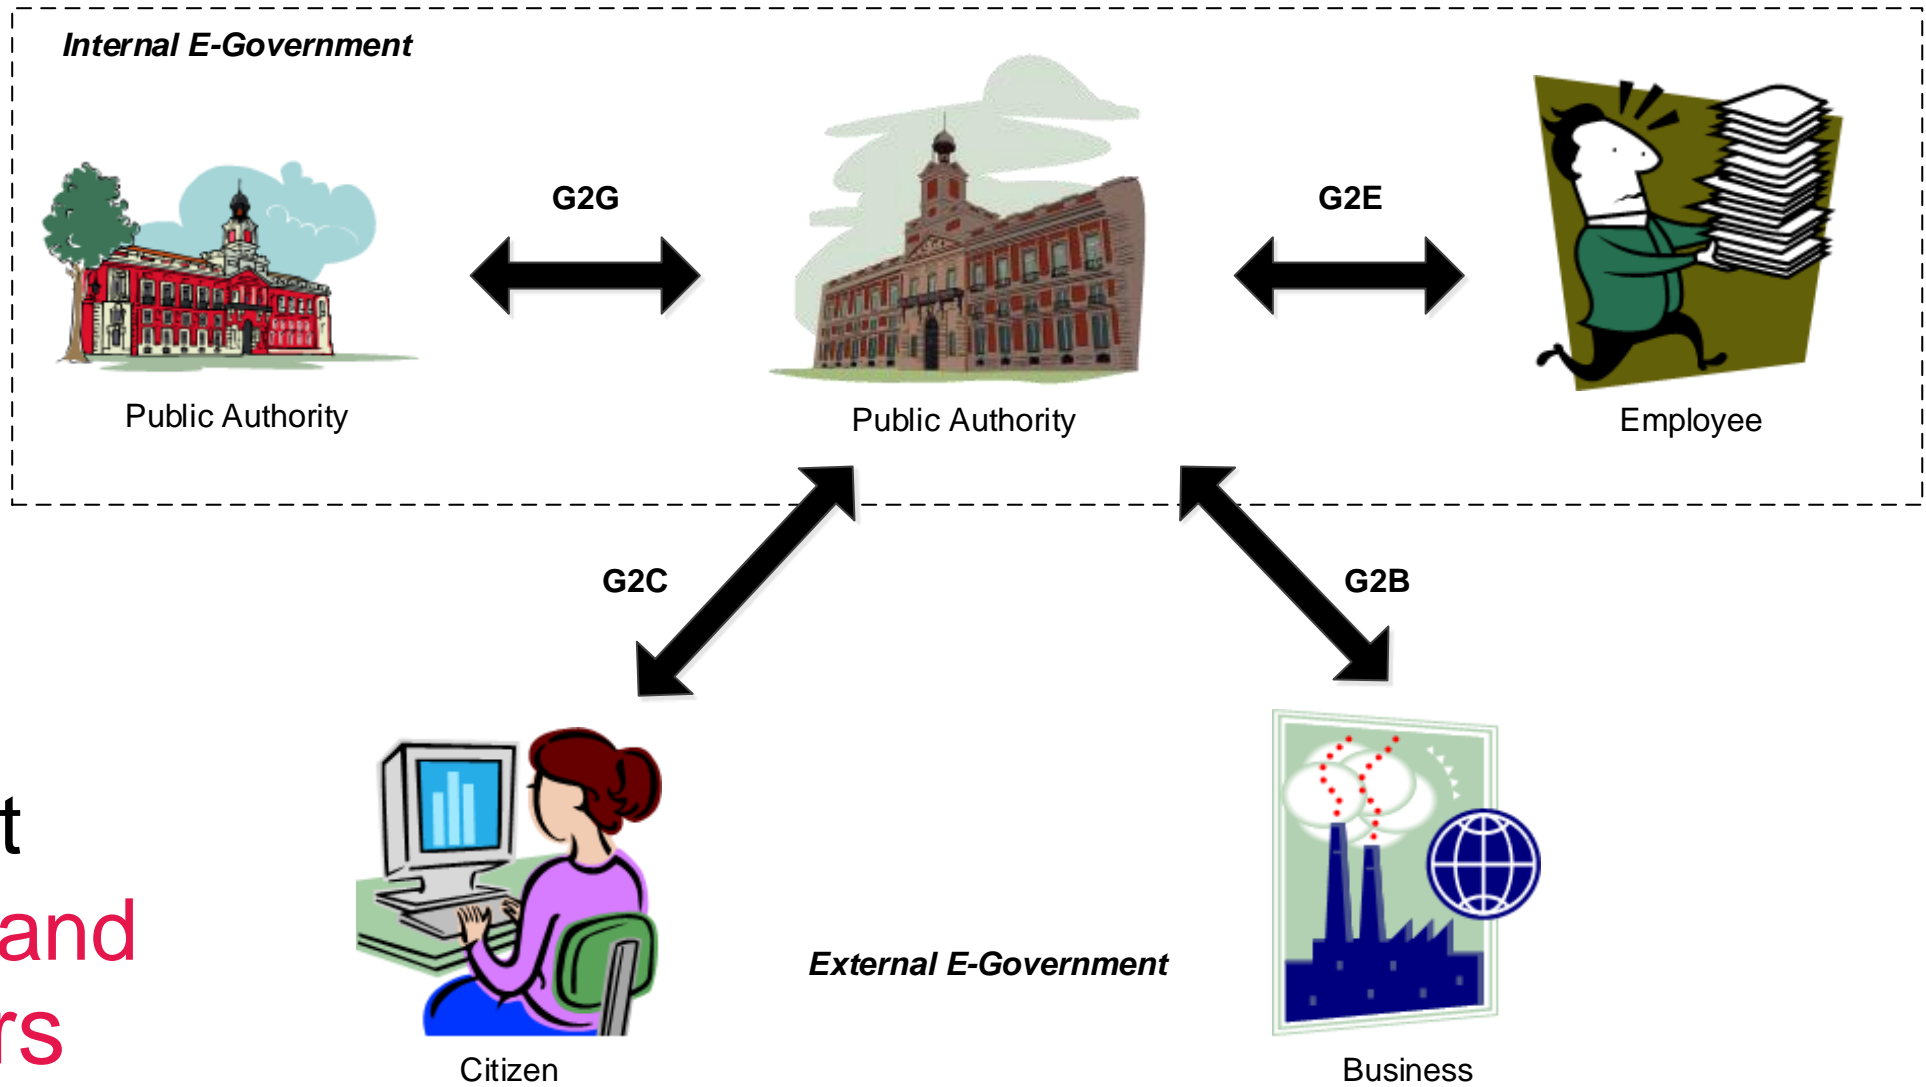 Internal E-Government
G2G
G2E
Public Authority
Public Authority
Employee
G2C
G2B
t
and
rs
External E-Government
Citizen
Business